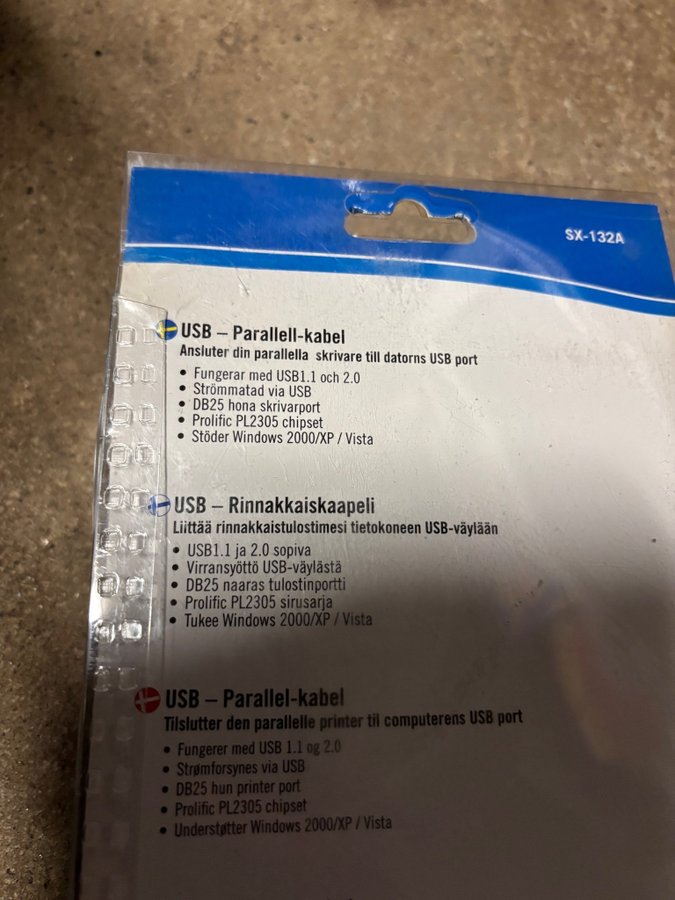 SX-132A
USB – Parallell-kabel
Ansluter din parallella skrivare till datorns USB port
• Fungerar med USB1.1 och 2.0
• Strömmatad via USB
• DB25 hona skrivarport
• Prolific PL2305 chipset
• Stöder Windows 2000/XP / Vista
USB – Rinnakkaiskaapeli
Liittää rinnakkaistulostimesi tietokoneen USB-väylään
• USB1.1 ja 2.0 sopiva
• Virransyöttö USB-väylästä
• DB25 naaras tulostinportti
• Prolific PL2305 sirusarja
• Tukee Windows 2000/XP / Vista
USB – Parallel-kabel
Tilslutter den parallelle printer til computerens USB port
• Fungerer med USB 1.1 og 2.0
• Strømforsynes via USB
• DB25 hun printer port
• Prolific PL2305 chipset
• Understøtter Windows 2000/XP / Vista